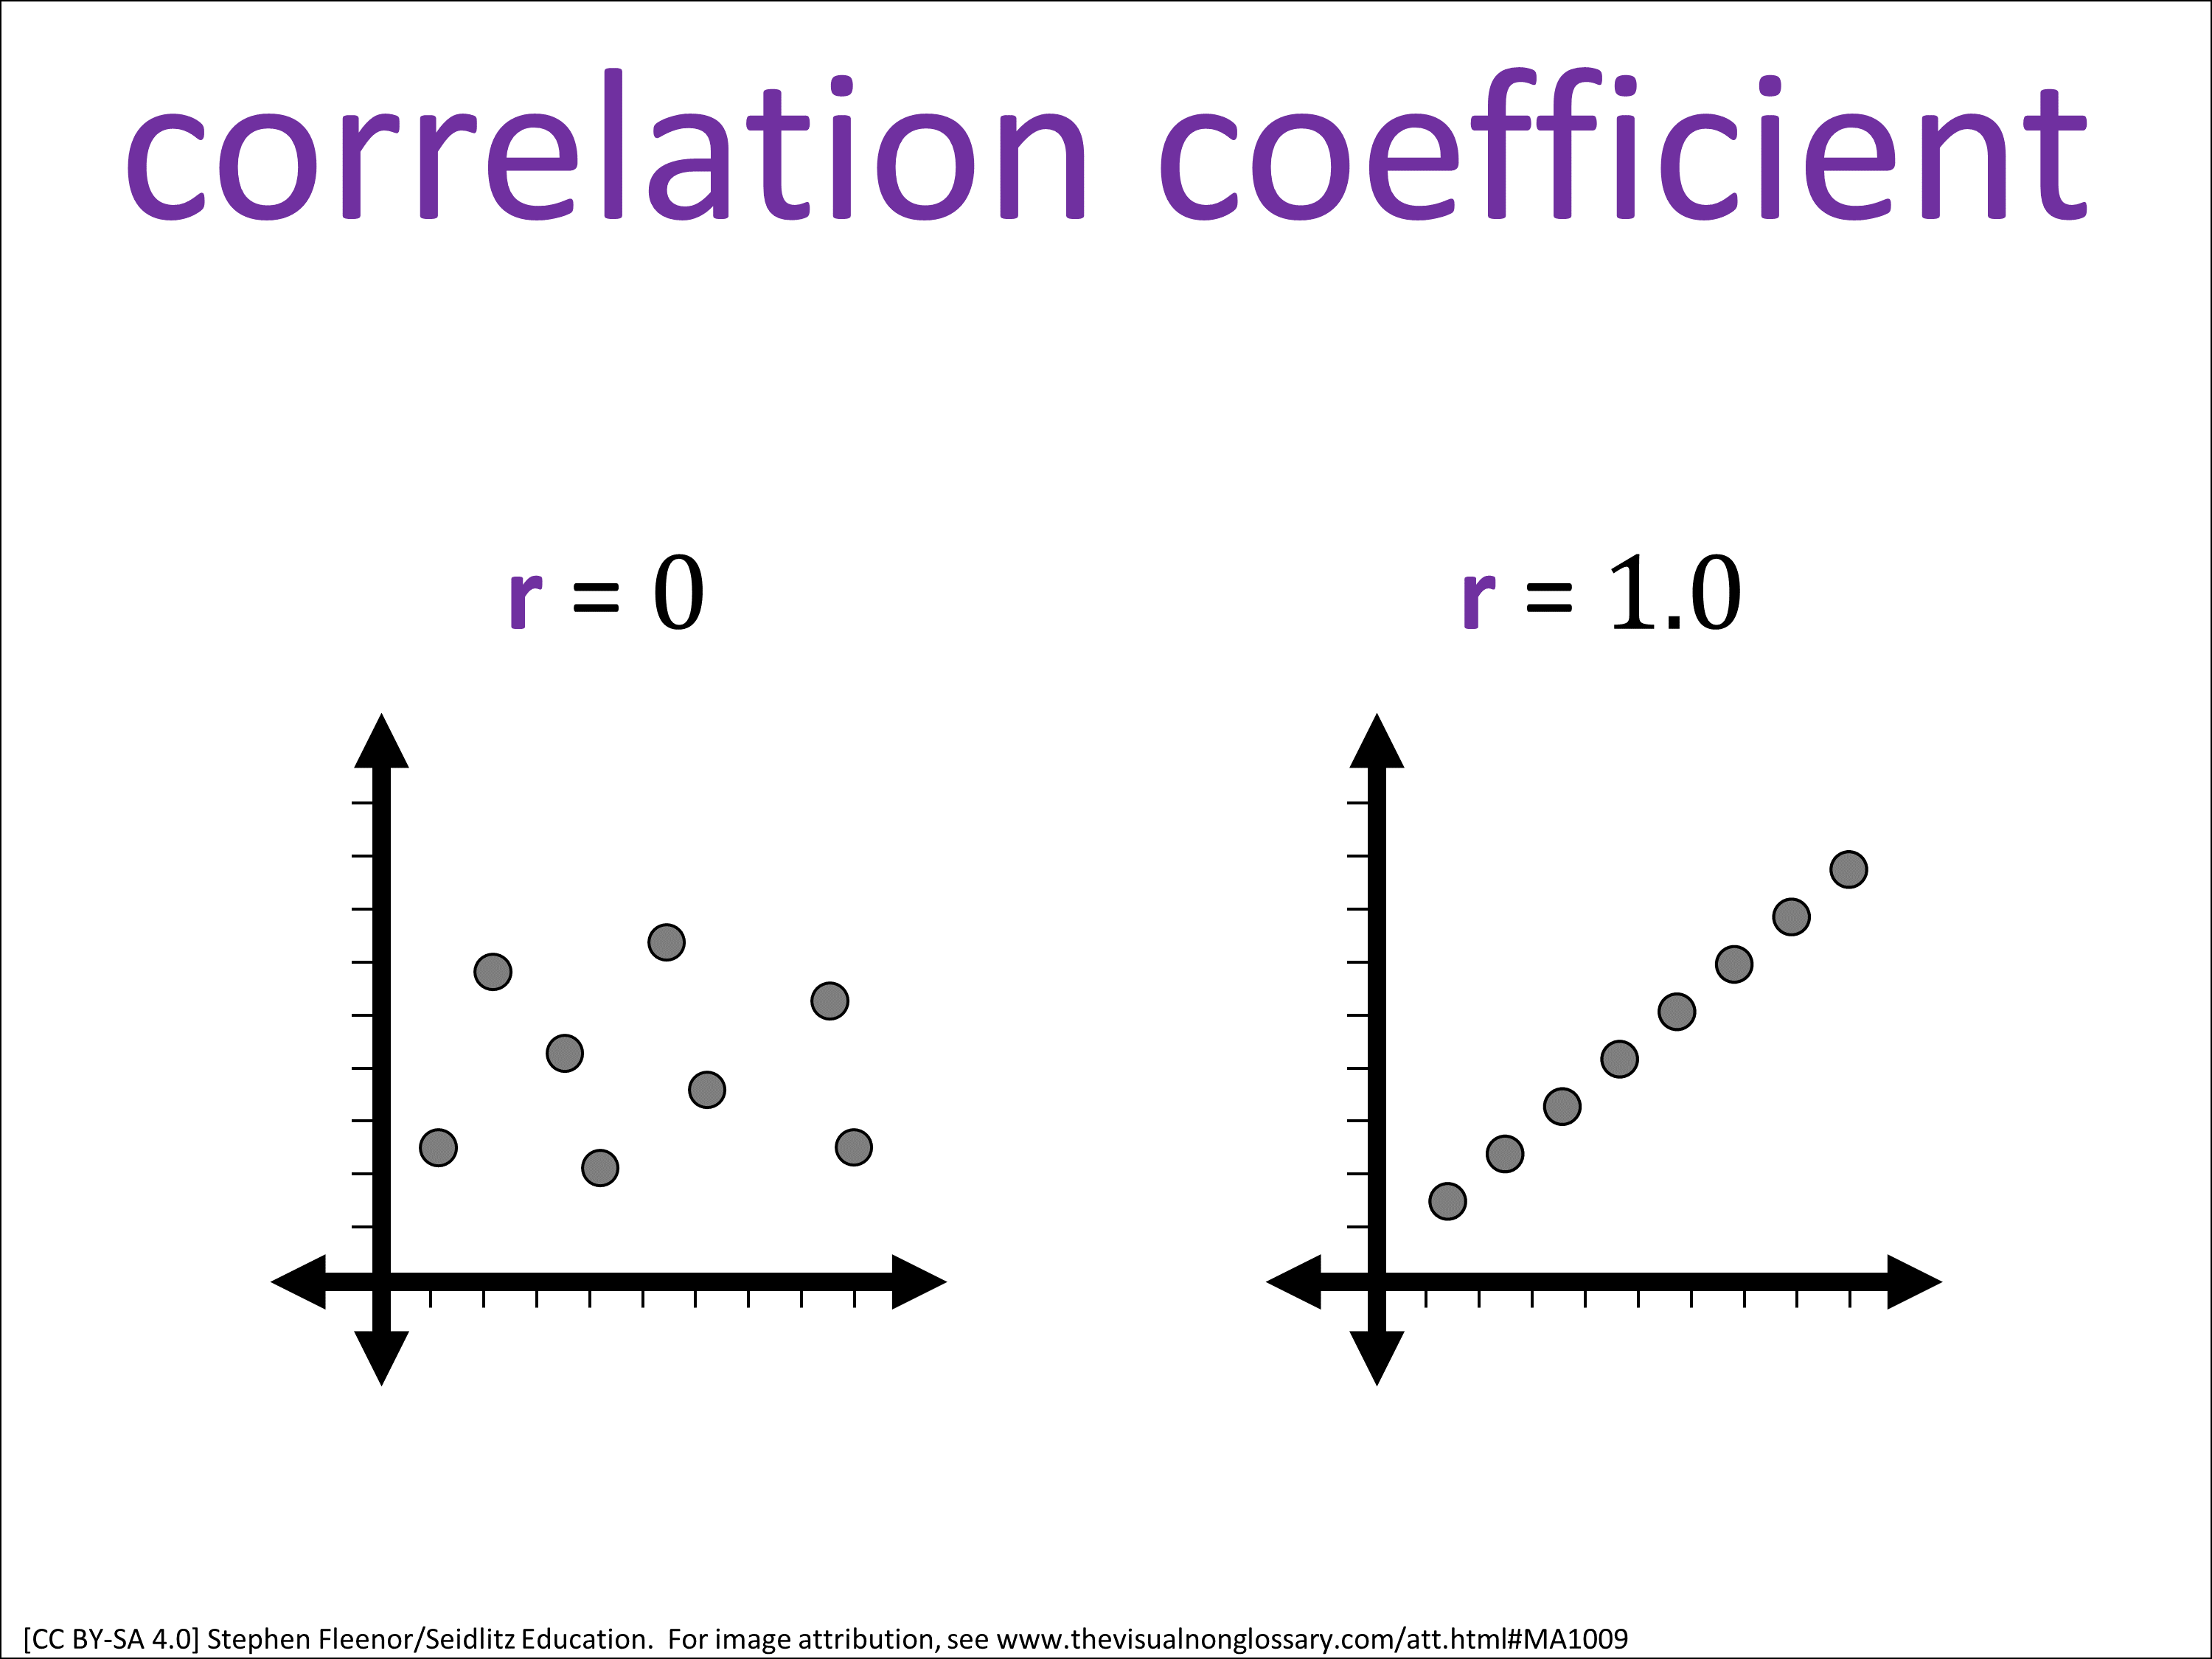 correlation coefficient
r = 0
r = 1.0
[CC BY-SA 4.0] Stephen Fleenor/Seidlitz Education.  For image attribution, see www.thevisualnonglossary.com/att.html#MA1009